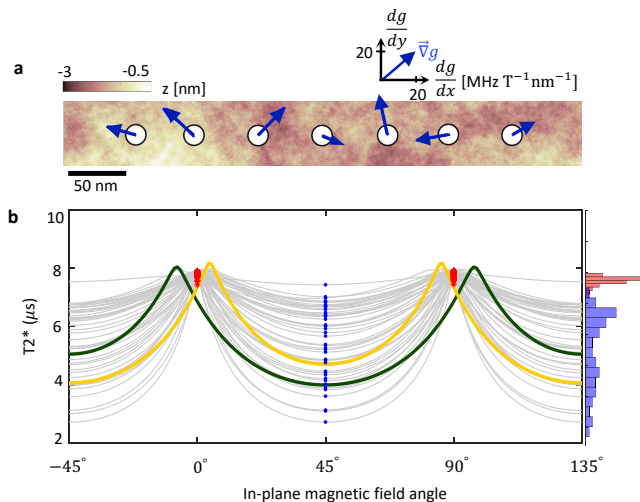 a
-3
-0.5
z [nm]
dg
dy
20
∇g
20
dg
dx
[MHz T⁻¹nm⁻¹]
50 nm
b
10
8
6
4
2
T2* (μs)
−45°
0°
45°
90°
135°
In-plane magnetic field angle